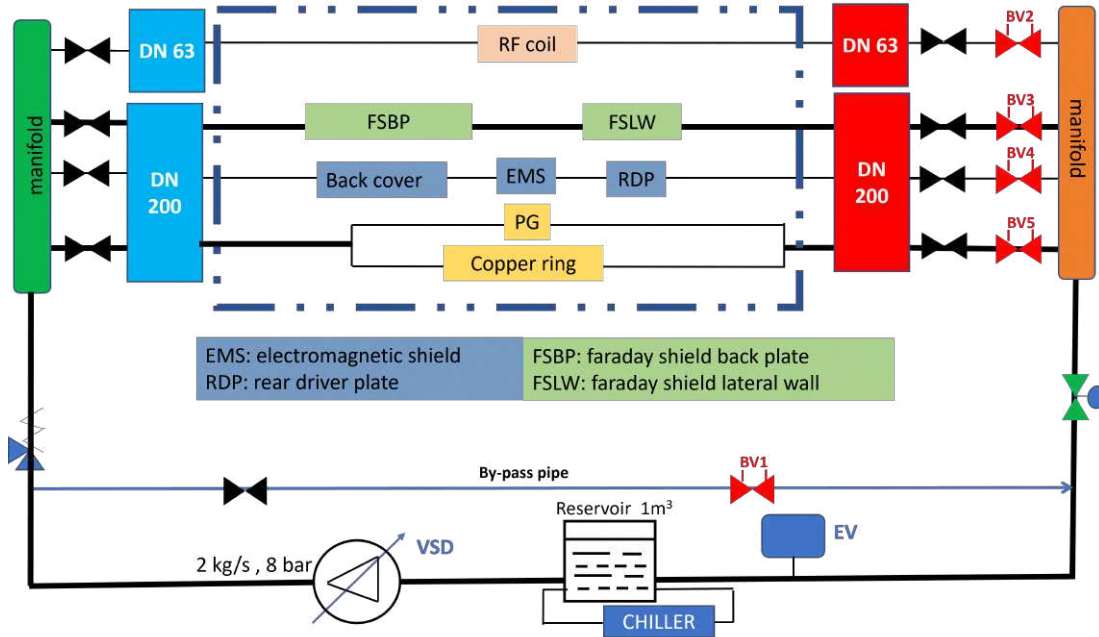 BV2
DN 63
RF coil
DN 63
manifold
manifold
BV3
FSBP
FSLW
BV4
DN
200
Back cover
EMS
RDP
DN
200
PG
BV5
Copper ring
EMS: electromagnetic shield
RDP: rear driver plate
FSBP: faraday shield back plate
FSLW: faraday shield lateral wall
By-pass pipe
BV1
Reservoir 1m³
EV
VSD
2 kg/s , 8 bar
CHILLER